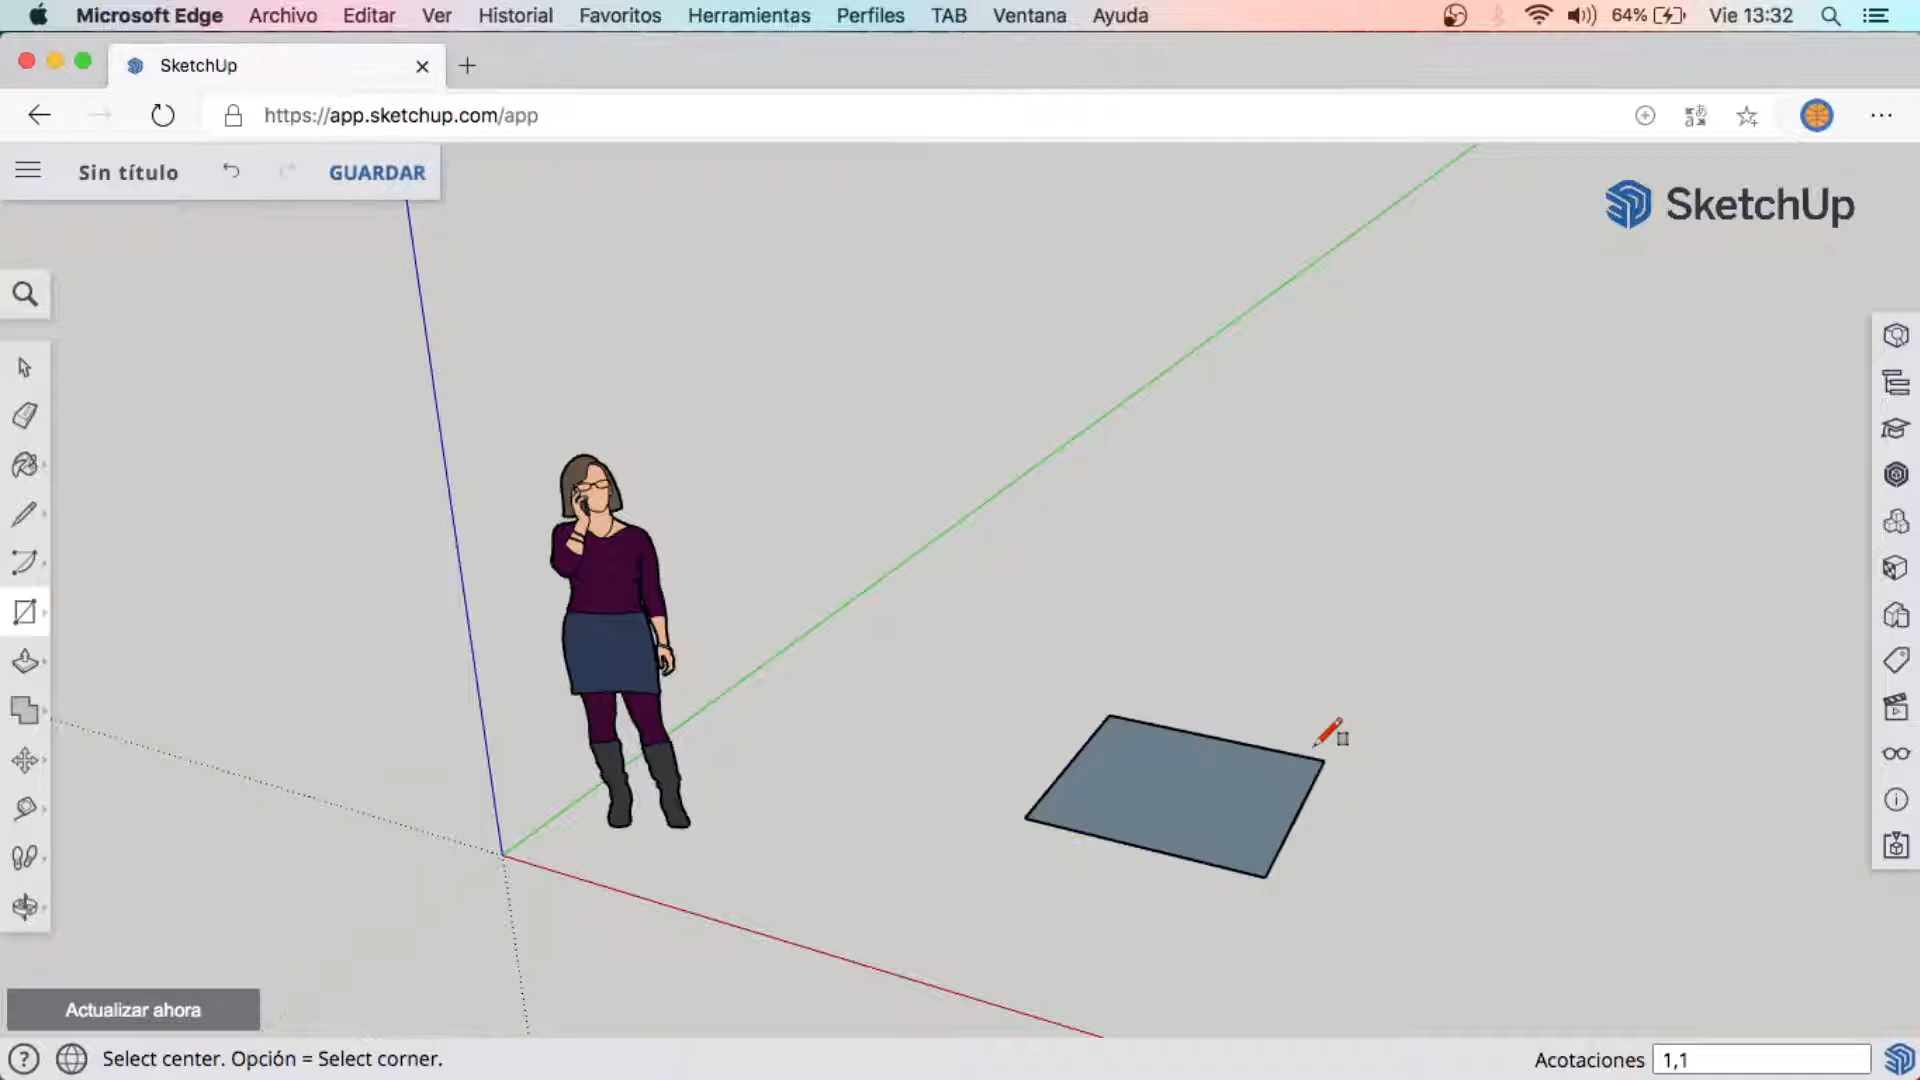 Microsoft Edge Archivo Editar Ver Historial Favoritos Herramientas Perfiles TAB Ventana Ayuda 64% Vie 13:32
SketchUp
https://app.sketchup.com/app
Sin título GUARDAR
SketchUp
Actualizar ahora
Select center. Opción = Select corner. Acotaciones 1,1